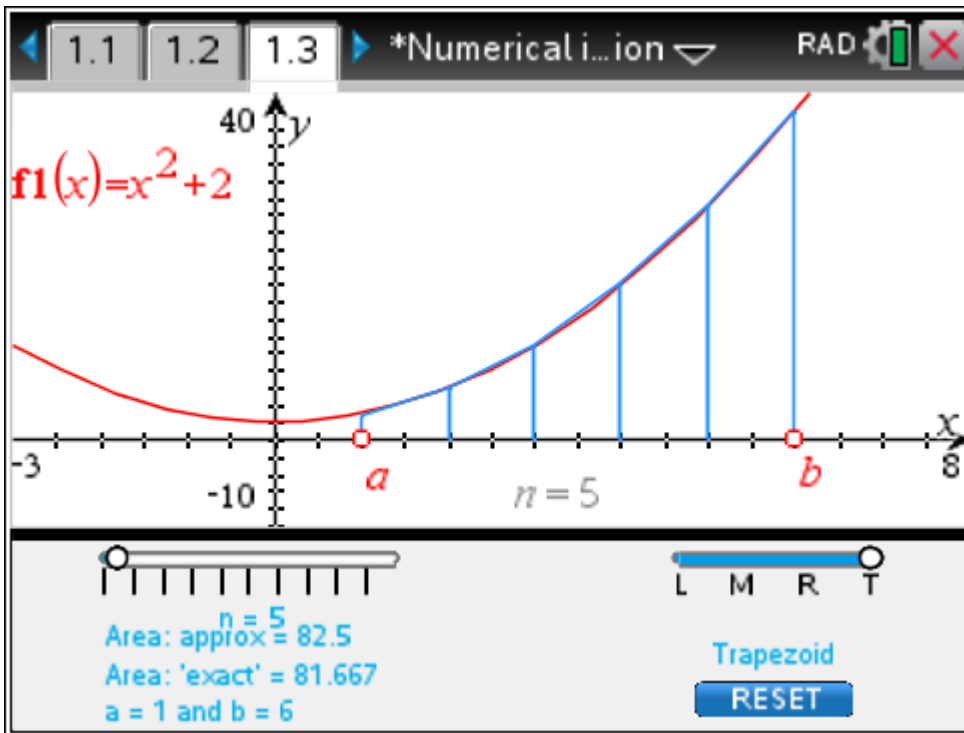 1.1 1.2 1.3 *Numerical i...ion RAD
40 y
f1(x)=x²+2
-3 x 8
a b
-10 n = 5
L M R T
n = 5
Area: approx = 82.5
Area: 'exact' = 81.667
a = 1 and b = 6
Trapezoid
RESET